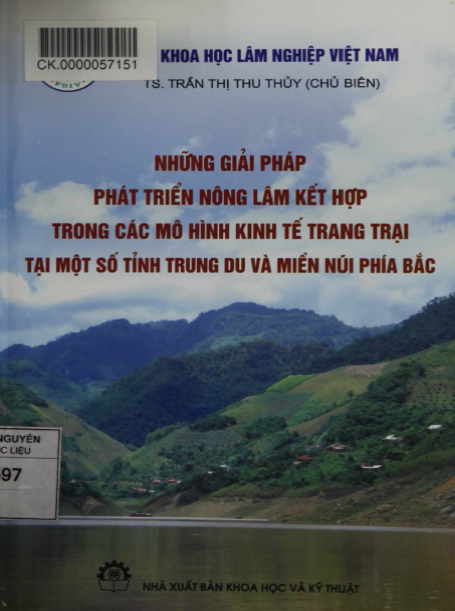 CK.0000057151
KHOA HỌC LÂM NGHIỆP VIỆT NAM
TS. TRẦN THỊ THU THỦY (CHỦ BIÊN)
NHỮNG GIẢI PHÁP
PHÁT TRIỂN NÔNG LÂM KẾT HỢP
TRONG CÁC MÔ HÌNH KINH TẾ TRANG TRẠI
TẠI MỘT SỐ TỈNH TRUNG DU VÀ MIỀN NÚI PHÍA BẮC
NGUYÊN
C LIỆU
597
NHÀ XUẤT BẢN KHOA HỌC VÀ KỸ THUẬT